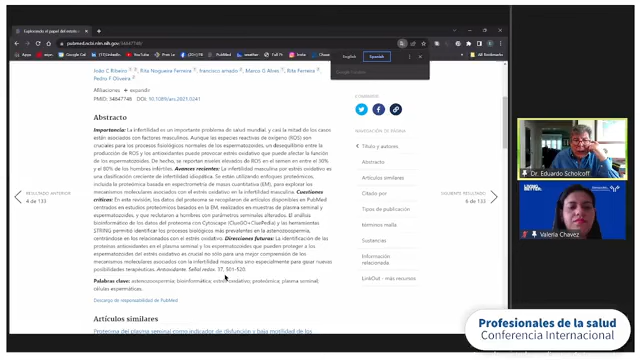 Explorando el papel del estrés
pubmed.ncbi.nlm.nih.gov/34847748/
English Spanish
Google Translate
João C Ribeiro, Rita Nogueira Ferreira, francisco amado, Marco G Alves, Rita Ferreira,
Pedro F Oliveira
Afiliaciones + expandir
PMID: 34847748 DOI: 10.1089/ars.2021.0241
Abstracto
Importancia: La infertilidad es un importante problema de salud mundial y casi la mitad de los casos
están asociados con factores masculinos. Aunque las especies reactivas de oxígeno (ROS) son
cruciales para los procesos fisiológicos normales de los espermatozoides, un desequilibrio entre la
producción de ROS y los antioxidantes puede provocar estrés oxidativo que puede afectar la función
de los espermatozoides. De hecho, se reportan niveles elevados de ROS en el semen en entre el 30%
y el 80% de los hombres infértiles. Avances recientes: La infertilidad masculina por estrés oxidativo es
una clasificación creciente de infertilidad idiopática. Se están utilizando enfoques proteómicos,
incluida la proteómica basada en espectrometría de masas cuantitativa (EM), para explorar los
mecanismos moleculares asociados con el estrés oxidativo en la infertilidad masculina. Cuestiones
críticas: En esta revisión, los datos del proteoma se recopilaron de artículos disponibles en PubMed
centrados en estudios proteómicos basados en la EM, realizados en muestras de plasma seminal y
espermatozoides, y que reclutaron a hombres con parámetros seminales alterados. El análisis
bioinformático de los datos del proteoma con Cytoscape (ClueGO+CluePedia) y las herramientas
STRING permitió identificar los procesos biológicos más prevalentes en la astenozoospermia,
centrándose en los relacionados con el estrés oxidativo. Direcciones futuras: La identificación de las
proteínas antioxidantes en el plasma seminal y los espermatozoides que pueden proteger a los
espermatozoides del estrés oxidativo es crucial no sólo para una mejor comprensión de los
mecanismos moleculares asociados con la infertilidad masculina sino especialmente para guiar nuevas
posibilidades terapéuticas. Antioxidante. Señal redox. 37, 501-520.
Palabras clave: astenozoospermia; bioinformática; estrés oxidativo; proteómica; plasma seminal;
células espermáticas.
Descargo de responsabilidad de PubMed
Artículos similares
Proteoma del plasma seminal como indicador de disfunción y baja motilidad de los
RESULTADO ANTERIOR
4 de 133
COMPARTIR
NAVEGACIÓN DE PÁGINA
Título y autores
Abstracto
Artículos similares
Citado por
Tipos de publicación
términos malla
Sustancias
Información
relacionada
LinkOut - más recursos
SIGUIENTE RESULTADO
6 de 133
Dr. Eduardo Scholcoff
LIVING
BETTER.
Valeria Chavez
Profesionales de la salud
Conferencia Internacional